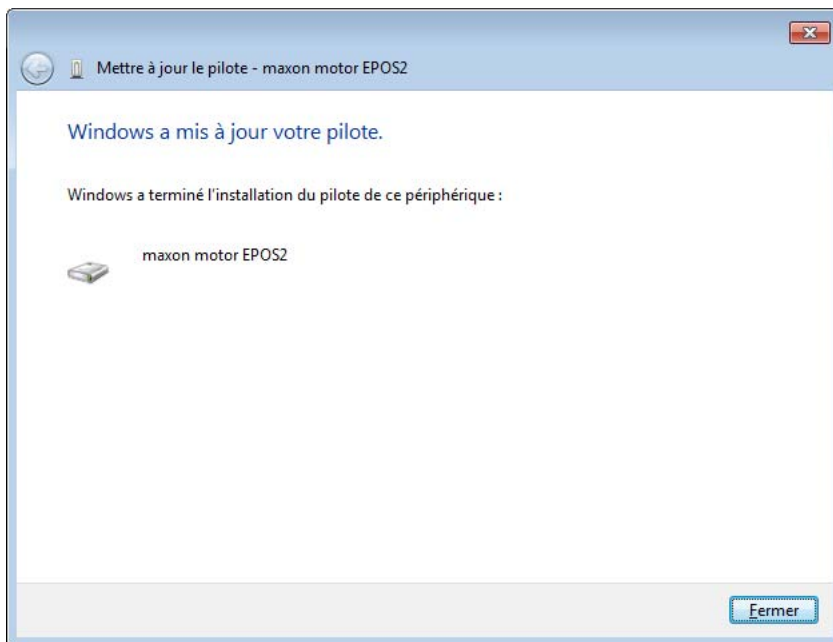 Mettre à jour le pilote - maxon motor EPOS2
Windows a mis à jour votre pilote.
Windows a terminé l'installation du pilote de ce périphérique :
maxon motor EPOS2
Fermer